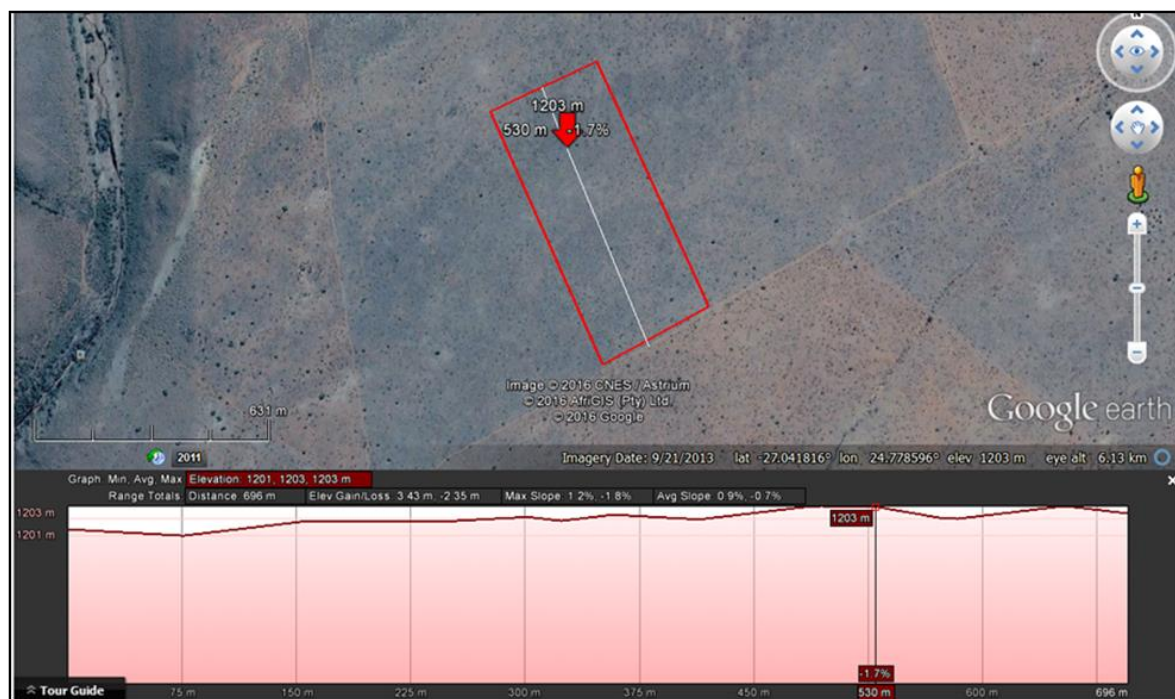 N
1203 m
530 m -1.7%
631 m
Image © 2016 CNES / Astrium
© 2016 AfriGIS (Pty) Ltd.
© 2016 Google
Google earth
2011
Imagery Date: 9/21/2013 lat -27.041816° lon 24.778596° elev 1203 m eye alt 6.13 km
Graph: Min, Avg, Max Elevation: 1201, 1203, 1203 m
Range Totals: Distance: 696 m Elev Gain/Loss: 3.43 m, -2.35 m Max Slope: 1.2%, -1.8% Avg Slope: 0.9%, -0.7%
1203 m
1201 m
1203 m
-1.7%
Tour Guide
75 m 150 m 225 m 300 m 375 m 450 m 530 m 600 m 696 m